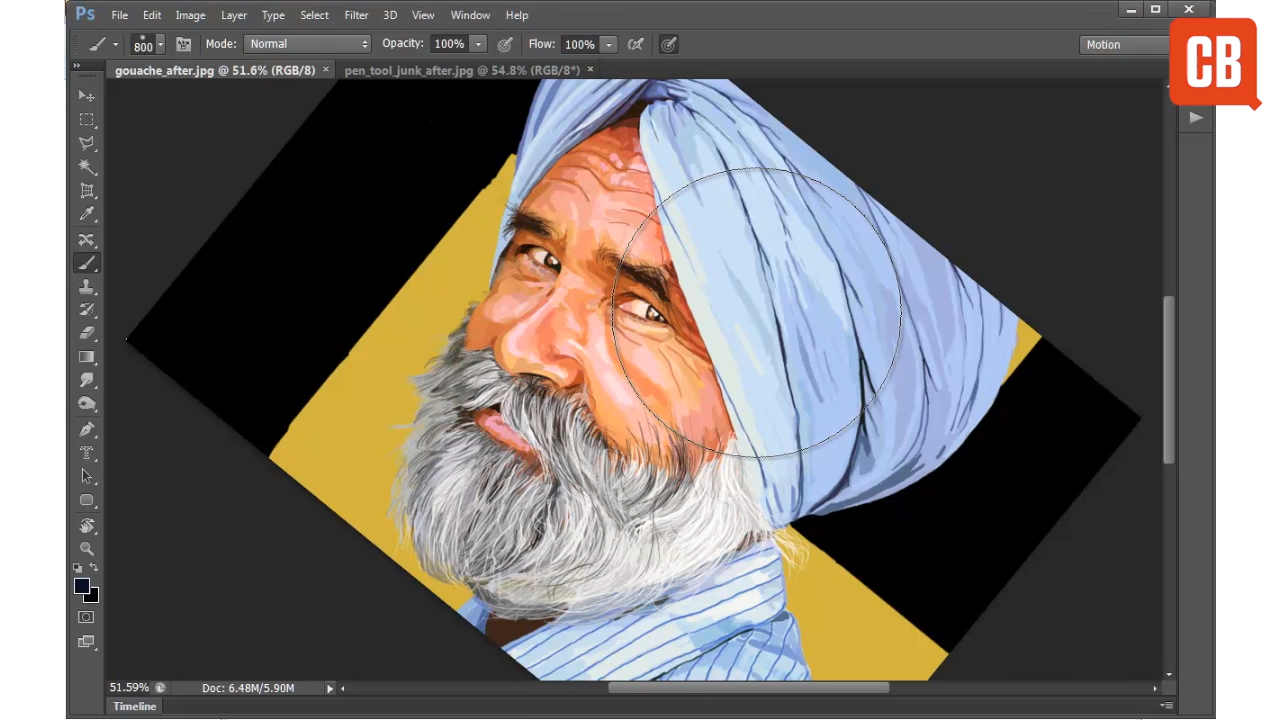 Ps File Edit Image Layer Type Select Filter 3D View Window Help
800 Mode: Normal Opacity: 100% Flow: 100% Motion
CB
gouache_after.jpg @ 51.6% (RGB/8) × pen_tool_junk_after.jpg @ 54.8% (RGB/8*) ×
51.59% Doc: 6.48M/5.90M
Timeline